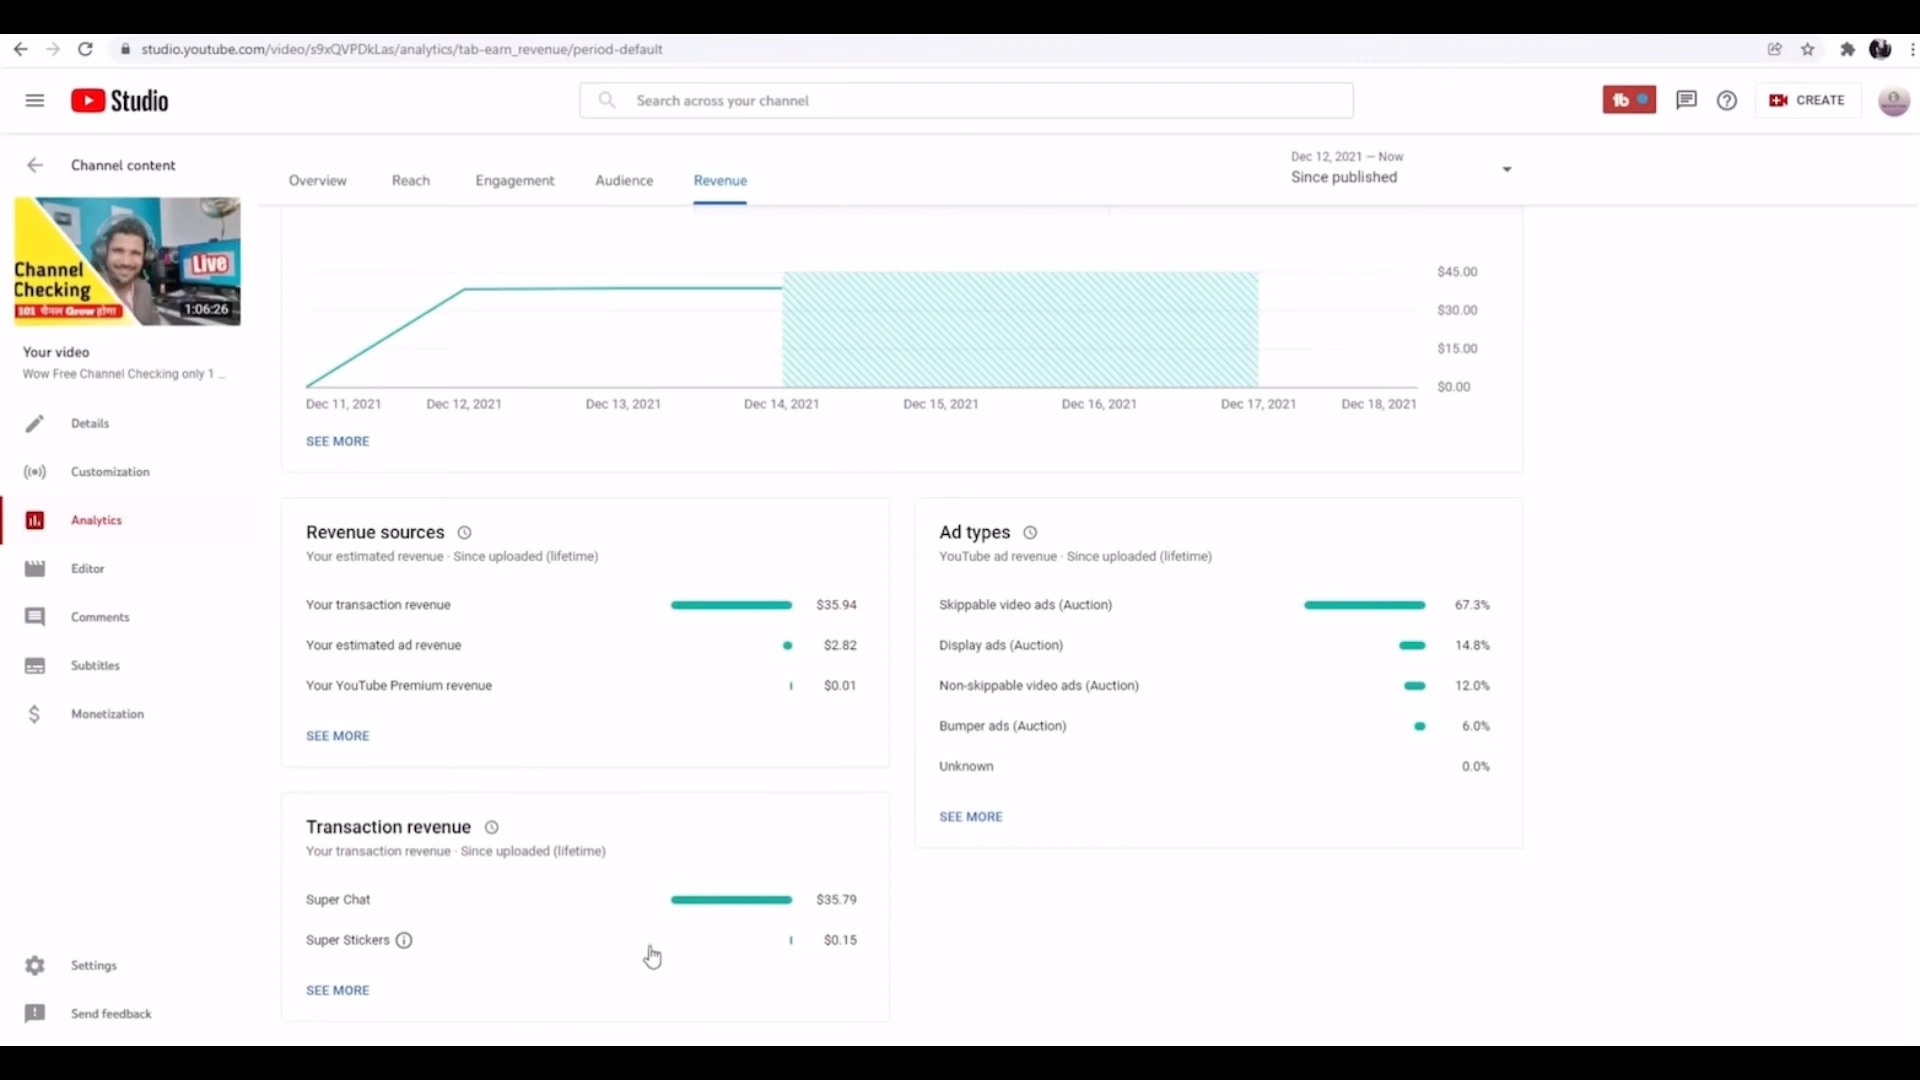 studio.youtube.com/video/s9xQVPDkLas/analytics/tab-earn_revenue/period-default
Studio
Search across your channel
tb
CREATE
Channel content
Overview
Reach
Engagement
Audience
Revenue
Dec 12, 2021 – Now
Since published
Live
Channel
Checking
101 चैनल Grow होगा
1:06:26
Your video
Wow Free Channel Checking only 1 ...
Details
Customization
Analytics
Editor
Comments
Subtitles
Monetization
Settings
Send feedback
$45.00
$30.00
$15.00
$0.00
Dec 11, 2021
Dec 12, 2021
Dec 13, 2021
Dec 14, 2021
Dec 15, 2021
Dec 16, 2021
Dec 17, 2021
Dec 18, 2021
SEE MORE
Revenue sources
Your estimated revenue · Since uploaded (lifetime)
Your transaction revenue $35.94
Your estimated ad revenue $2.82
Your YouTube Premium revenue $0.01
SEE MORE
Ad types
YouTube ad revenue · Since uploaded (lifetime)
Skippable video ads (Auction) 67.3%
Display ads (Auction) 14.8%
Non-skippable video ads (Auction) 12.0%
Bumper ads (Auction) 6.0%
Unknown 0.0%
SEE MORE
Transaction revenue
Your transaction revenue · Since uploaded (lifetime)
Super Chat $35.79
Super Stickers $0.15
SEE MORE